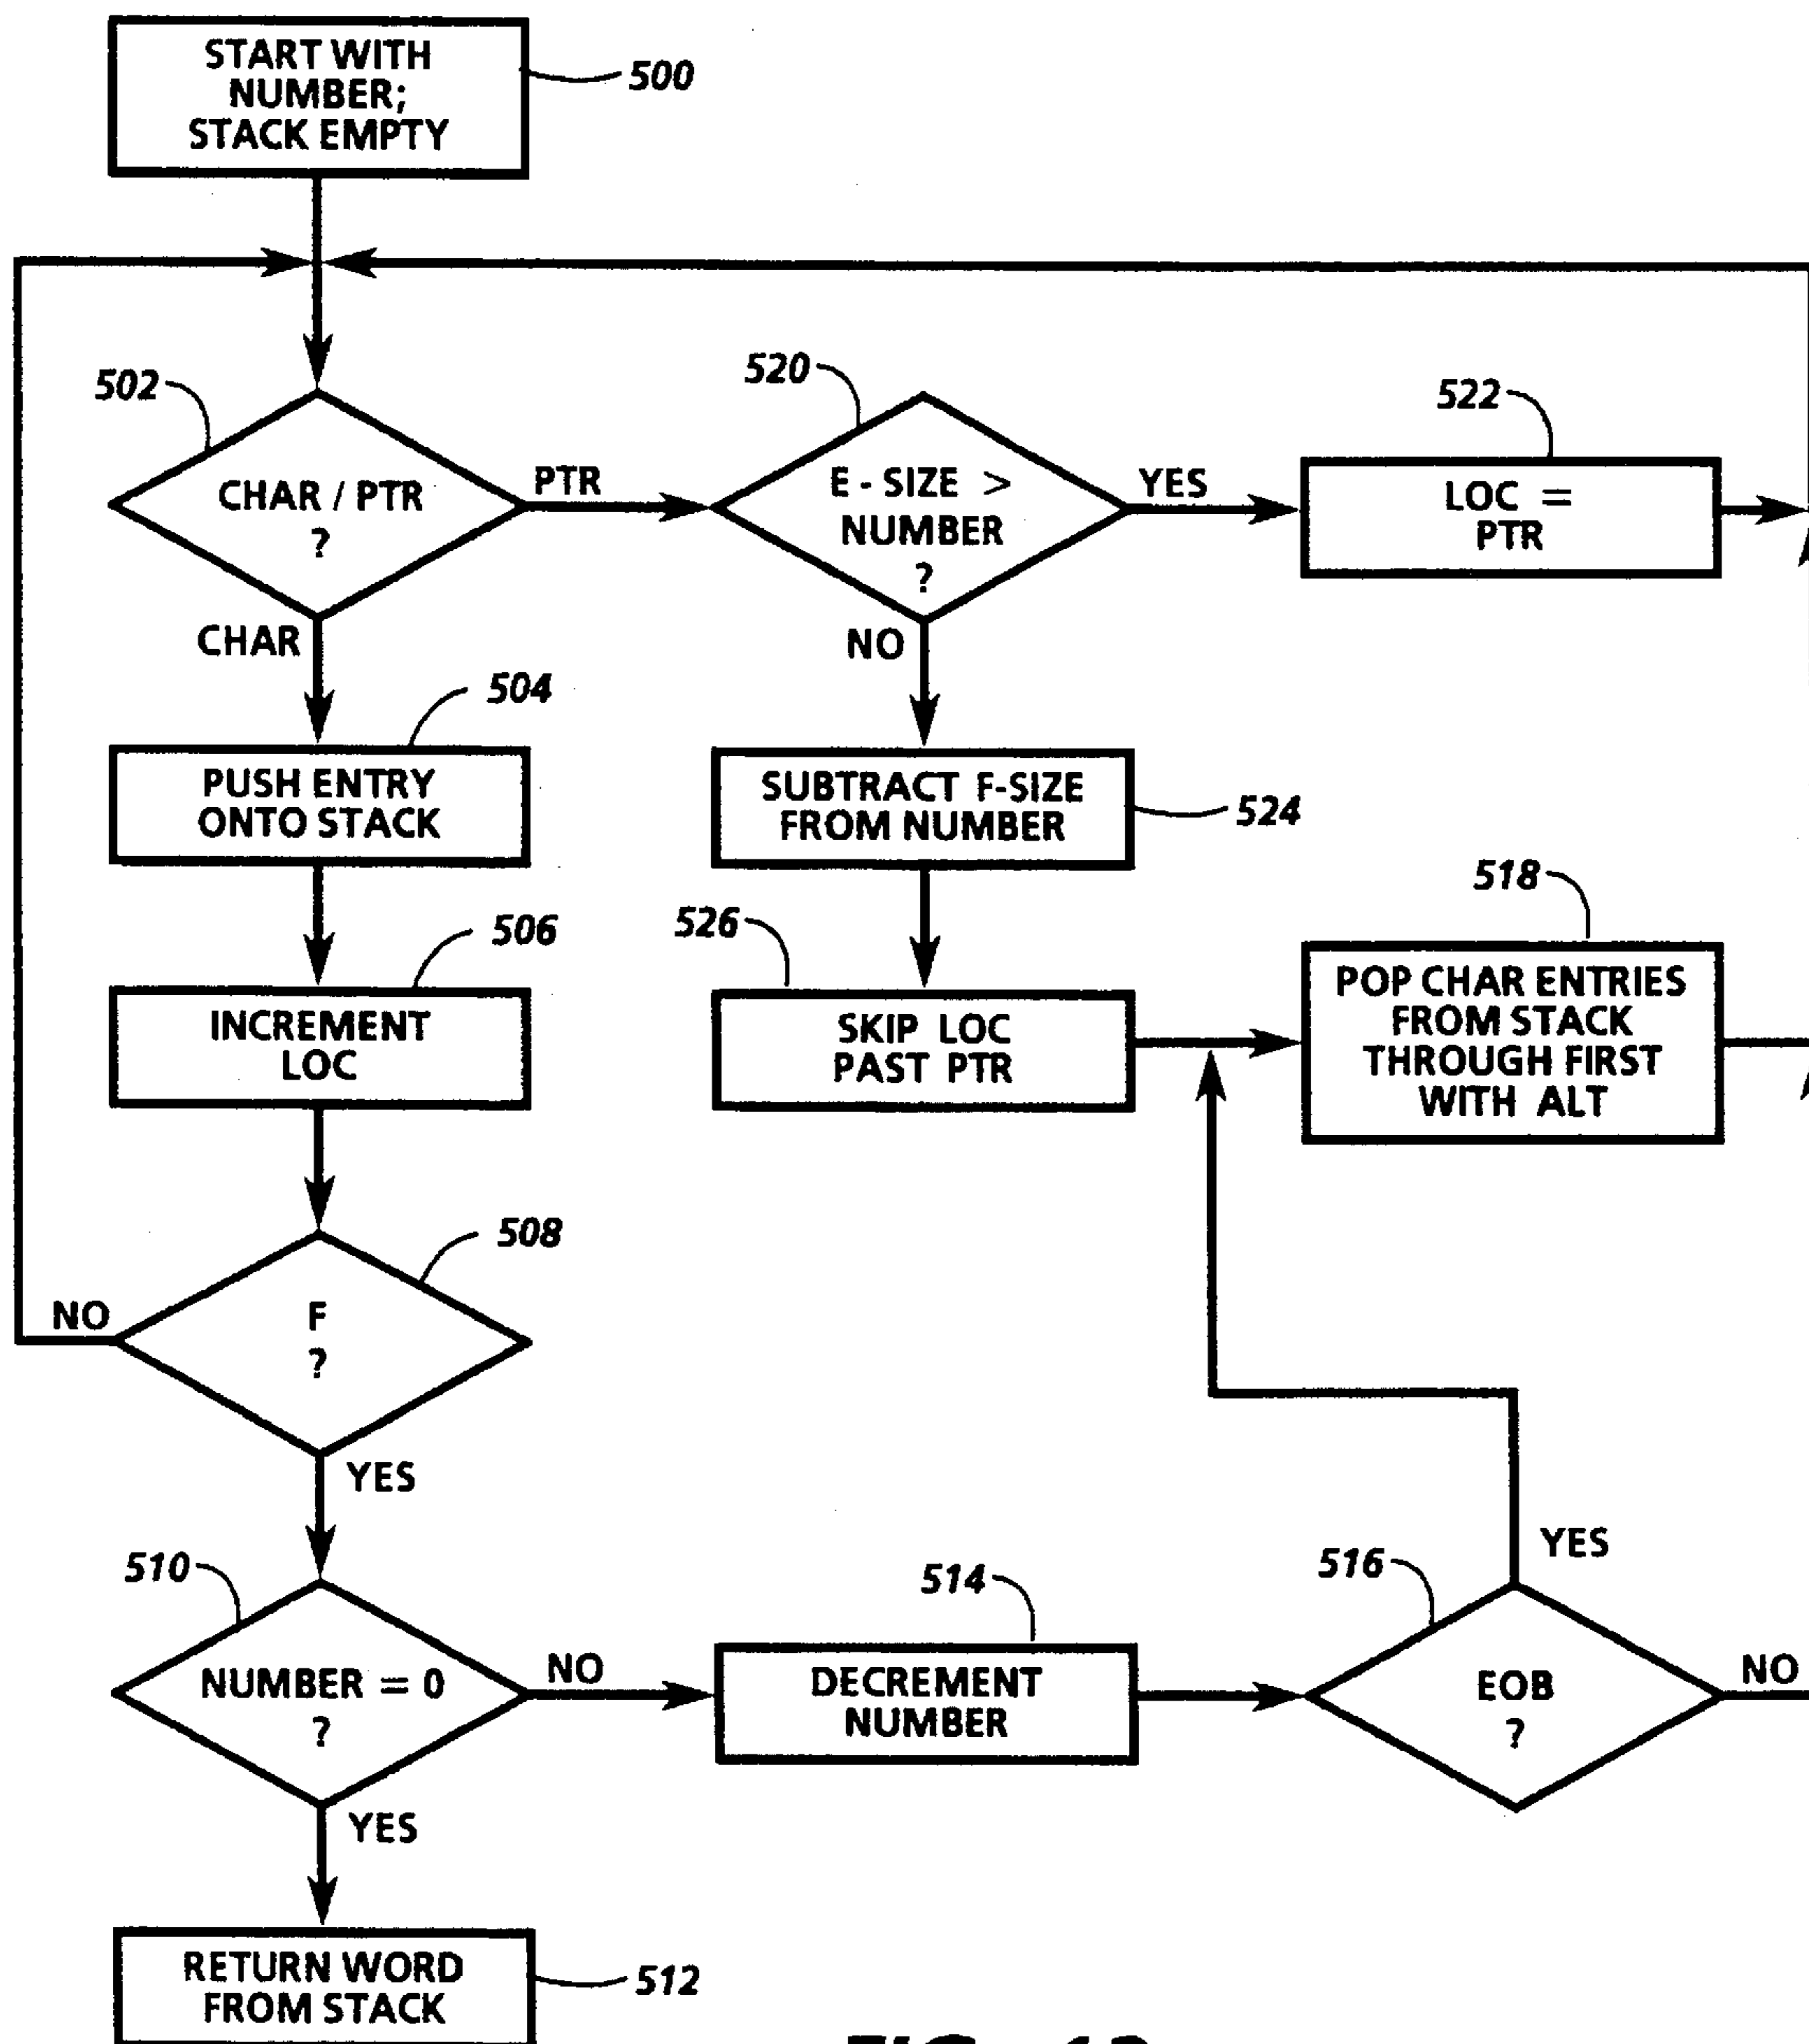 START WITH
NUMBER;
STACK EMPTY
500
502
CHAR / PTR
?
PTR
CHAR
520
E - SIZE >
NUMBER
?
YES
NO
522
LOC =
PTR
504
PUSH ENTRY
ONTO STACK
SUBTRACT F-SIZE
FROM NUMBER
524
506
INCREMENT
LOC
526
SKIP LOC
PAST PTR
518
POP CHAR ENTRIES
FROM STACK
THROUGH FIRST
WITH ALT
508
F
?
NO
YES
510
NUMBER = 0
?
NO
YES
514
DECREMENT
NUMBER
516
EOB
?
YES
NO
RETURN WORD
FROM STACK
512